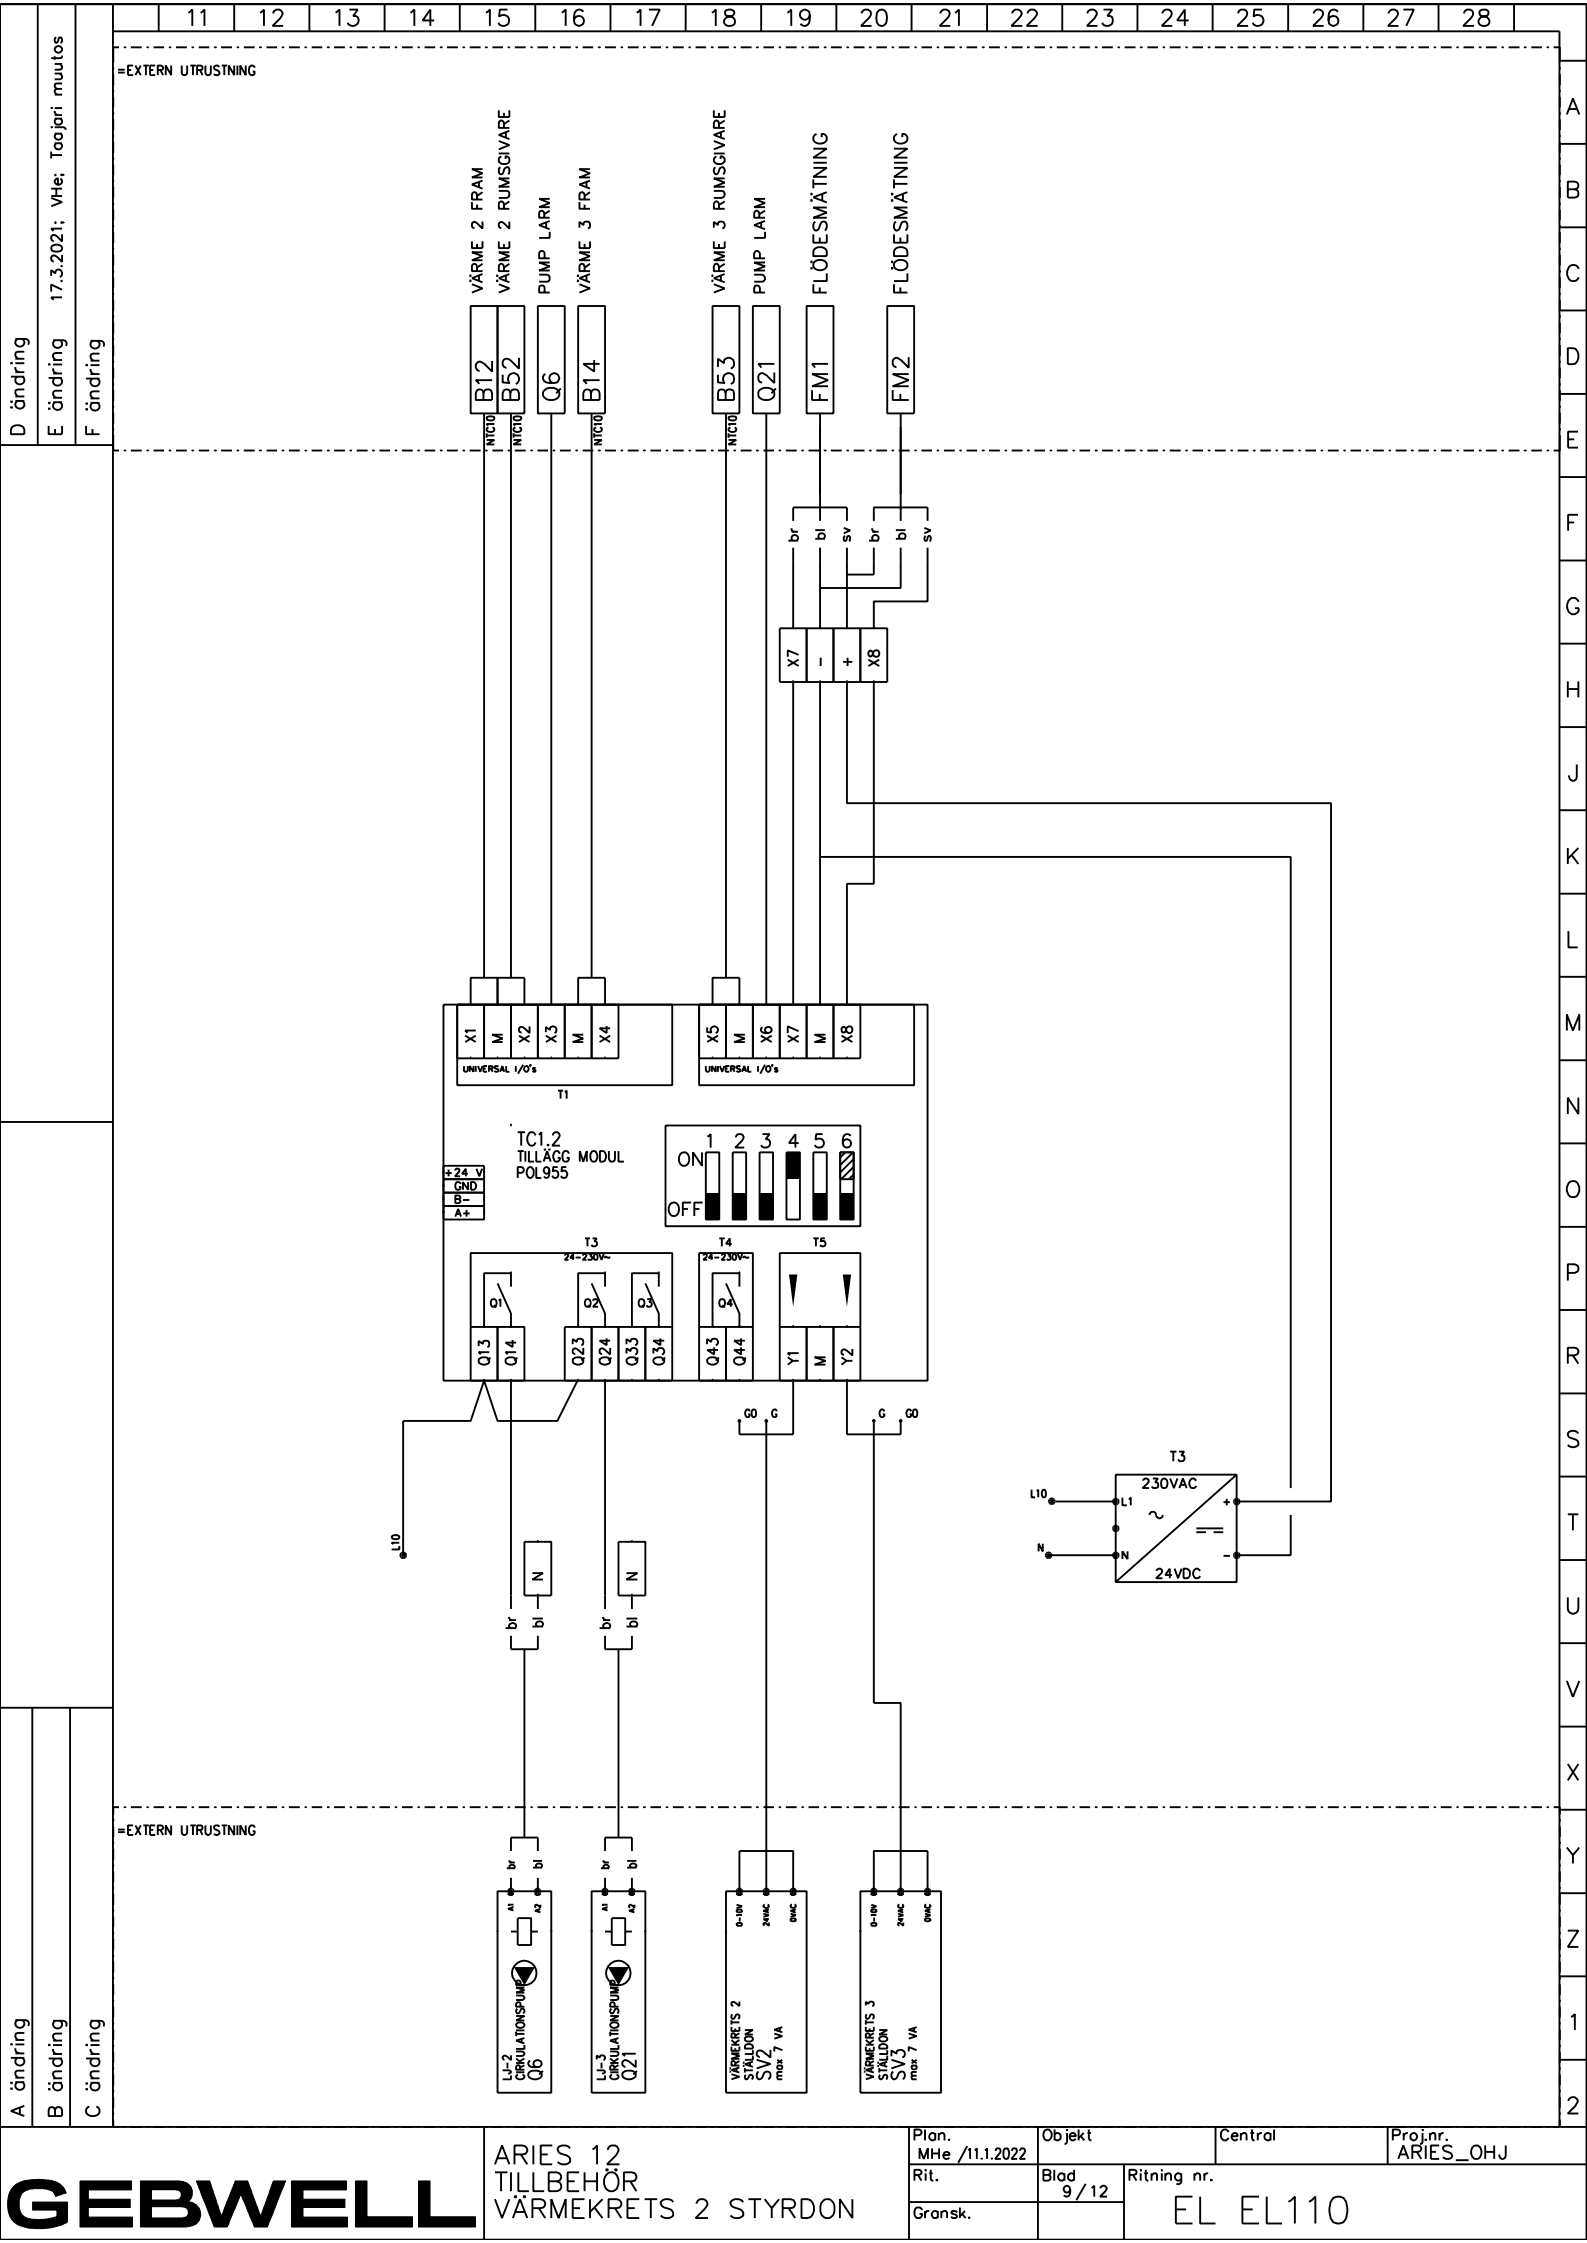 11 12 13 14 15 16 17 18 19 20 21 22 23 24 25 26 27 28
A
B
C
D
E
F
G
H
J
K
L
M
N
O
P
R
S
T
U
V
X
Y
Z
1
2
D ändring
E ändring 17.3.2021; VHe; Taajari muutos
F ändring
A ändring
B ändring
C ändring
=EXTERN UTRUSTNING
VÄRME 2 FRAM
VÄRME 2 RUMSGIVARE
PUMP LARM
VÄRME 3 FRAM
VÄRME 3 RUMSGIVARE
PUMP LARM
FLÖDESMÄTNING
FLÖDESMÄTNING
B12 B52 Q6 B14 B53 Q21 FM1 FM2
NTC10 NTC10 NTC10 NTC10
br bl sv br bl sv
X7 - + X8
X1 M X2 X3 M X4 X5 M X6 X7 M X8
UNIVERSAL I/O's UNIVERSAL I/O's
T1
TC1.2
TILLÄGG MODUL
POL955
1 2 3 4 5 6
ON
OFF
+24 V
GND
B-
A+
T3 T4 T5
24-230V~ 24-230V~
Q1 Q2 Q3 Q4
Q13 Q14 Q23 Q24 Q33 Q34 Q43 Q44 Y1 M Y2
G0 G G G0
L10
N N
br bl br bl
T3
230VAC
L10 L1 +
~
N N -
24VDC
=EXTERN UTRUSTNING
br bl br bl
A1 A2 A1 A2
0-10V 24VAC 0VAC 0-10V 24VAC 0VAC
LJ-2
CIRKULATIONSPUMP
Q6
LJ-3
CIRKULATIONSPUMP
Q21
VÄRMEKRETS 2
STÄLLDON
SV2
max 7 VA
VÄRMEKRETS 3
STÄLLDON
SV3
max 7 VA
GEBWELL
ARIES 12
TILLBEHÖR
VÄRMEKRETS 2 STYRDON
Plan.
MHe /11.1.2022
Objekt
Central
Proj.nr.
ARIES_OHJ
Rit.
Blad
9/12
Ritning nr.
EL EL110
Gransk.